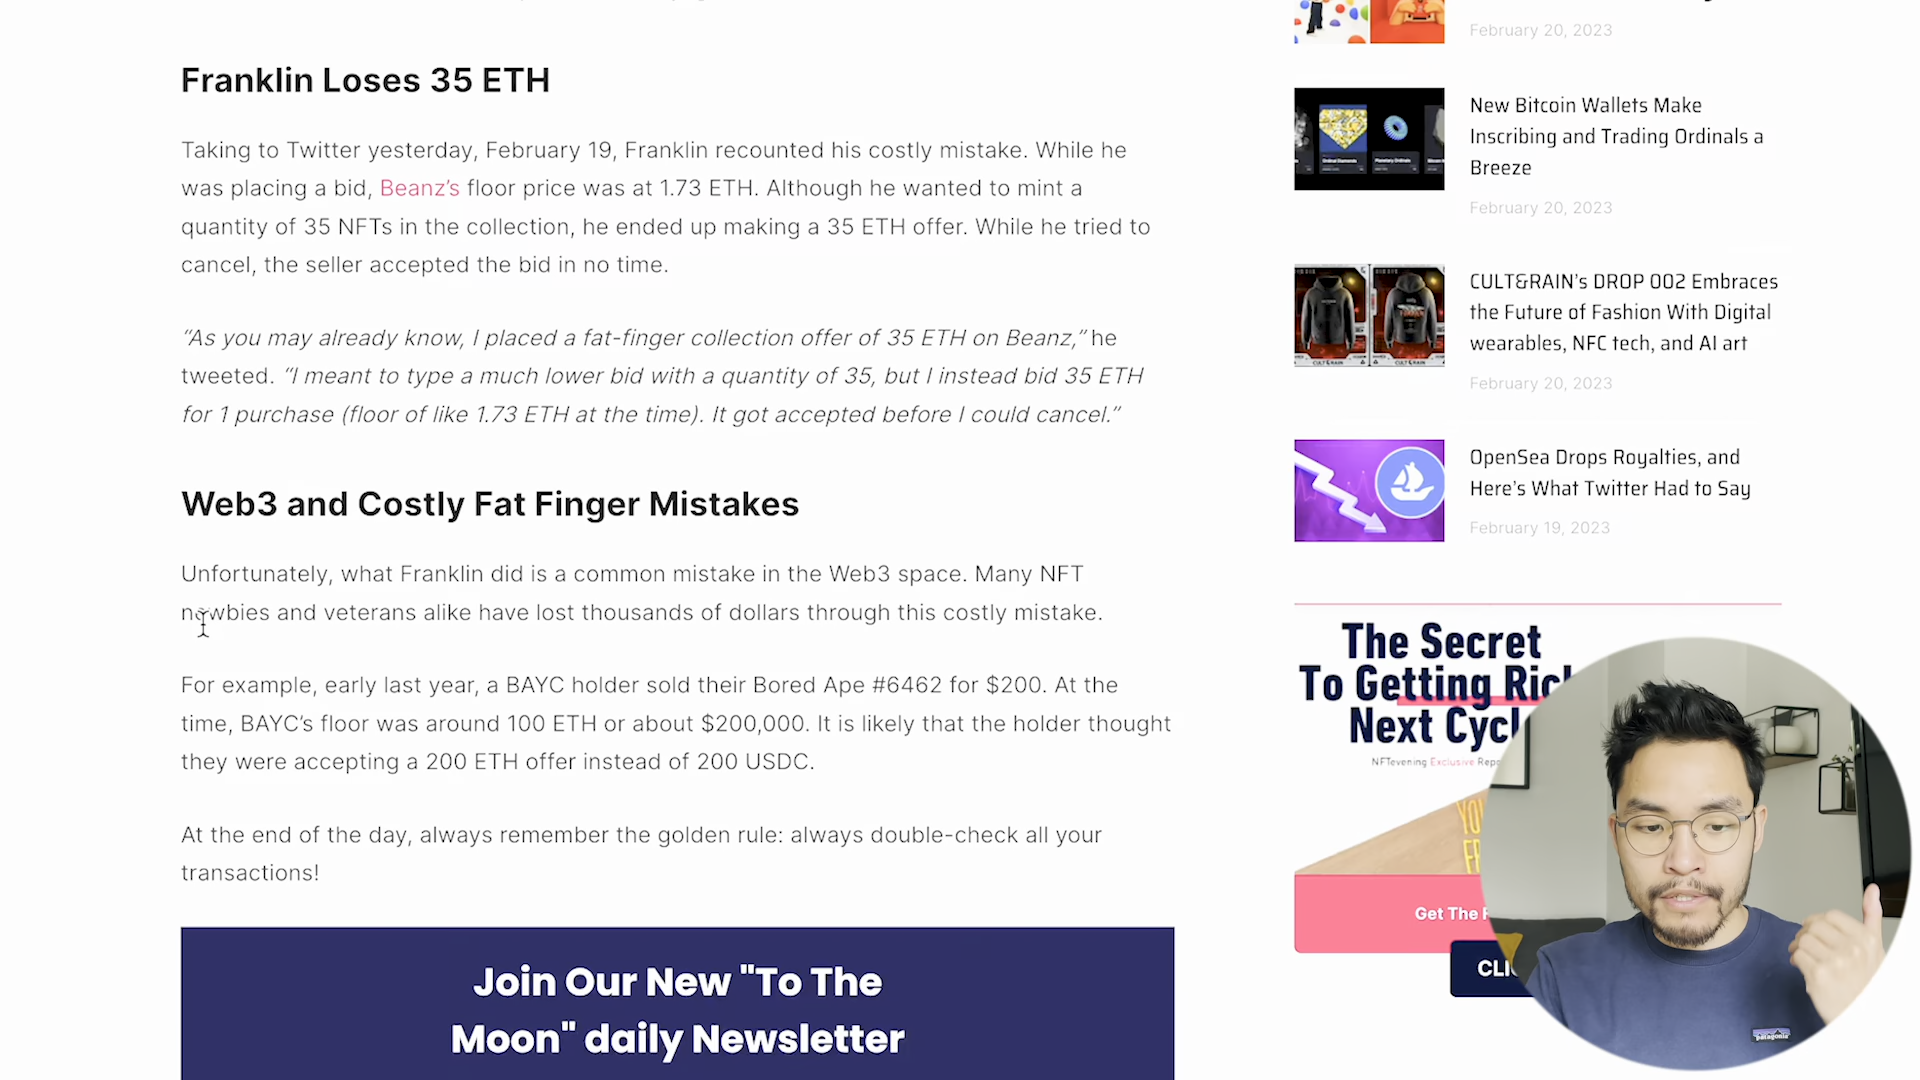 February 20, 2023
Franklin Loses 35 ETH
Taking to Twitter yesterday, February 19, Franklin recounted his costly mistake. While he
was placing a bid, Beanz’s floor price was at 1.73 ETH. Although he wanted to mint a
quantity of 35 NFTs in the collection, he ended up making a 35 ETH offer. While he tried to
cancel, the seller accepted the bid in no time.
“As you may already know, I placed a fat-finger collection offer of 35 ETH on Beanz,” he
tweeted. “I meant to type a much lower bid with a quantity of 35, but I instead bid 35 ETH
for 1 purchase (floor of like 1.73 ETH at the time). It got accepted before I could cancel.”
Web3 and Costly Fat Finger Mistakes
Unfortunately, what Franklin did is a common mistake in the Web3 space. Many NFT
newbies and veterans alike have lost thousands of dollars through this costly mistake.
For example, early last year, a BAYC holder sold their Bored Ape #6462 for $200. At the
time, BAYC’s floor was around 100 ETH or about $200,000. It is likely that the holder thought
they were accepting a 200 ETH offer instead of 200 USDC.
At the end of the day, always remember the golden rule: always double-check all your
transactions!
Join Our New "To The
Moon" daily Newsletter
New Bitcoin Wallets Make
Inscribing and Trading Ordinals a
Breeze
February 20, 2023
CULT&RAIN’s DROP 002 Embraces
the Future of Fashion With Digital
wearables, NFC tech, and AI art
February 20, 2023
OpenSea Drops Royalties, and
Here’s What Twitter Had to Say
February 19, 2023
The Secret
To Getting Rich
Next Cycl
NFTevening Exclusive Repo
YOU
Get The
CLIC
patagonia